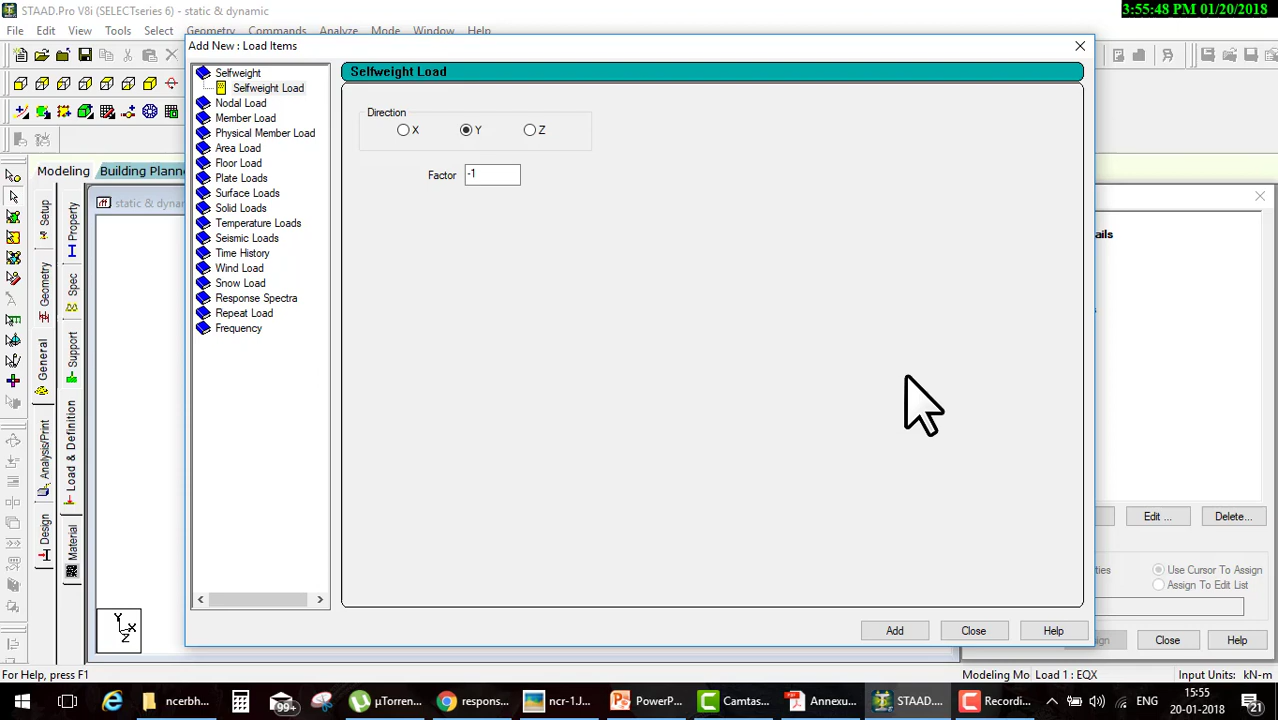 STAAD.Pro V8i (SELECTseries 6) - static & dynamic
3:55:48 PM 01/20/2018
File Edit View Tools Select Geometry Commands Analyze Mode Window Help
Add New : Load Items
Selfweight
Selfweight Load
Nodal Load
Member Load
Physical Member Load
Area Load
Floor Load
Plate Loads
Surface Loads
Solid Loads
Temperature Loads
Seismic Loads
Time History
Wind Load
Snow Load
Response Spectra
Repeat Load
Frequency
Selfweight Load
Direction
X Y Z
Factor -1
Add Close Help
Modeling Building Planne
static & dyna
Setup
Geometry
General
Analysis/Print
Design
Property
Spec
Support
Load & Definition
Material
ails
Edit ... Delete...
Use Cursor To Assign
Assign To Edit List
Close Help
Y
X
Z
For Help, press F1
Modeling Mo Load 1 : EQX Input Units: kN-m
ncerbh...
99+
µTorren...
respons...
ncr-1.J...
PowerP...
Camtas...
Annexu...
STAAD....
Recordi...
ENG
15:55
20-01-2018
21